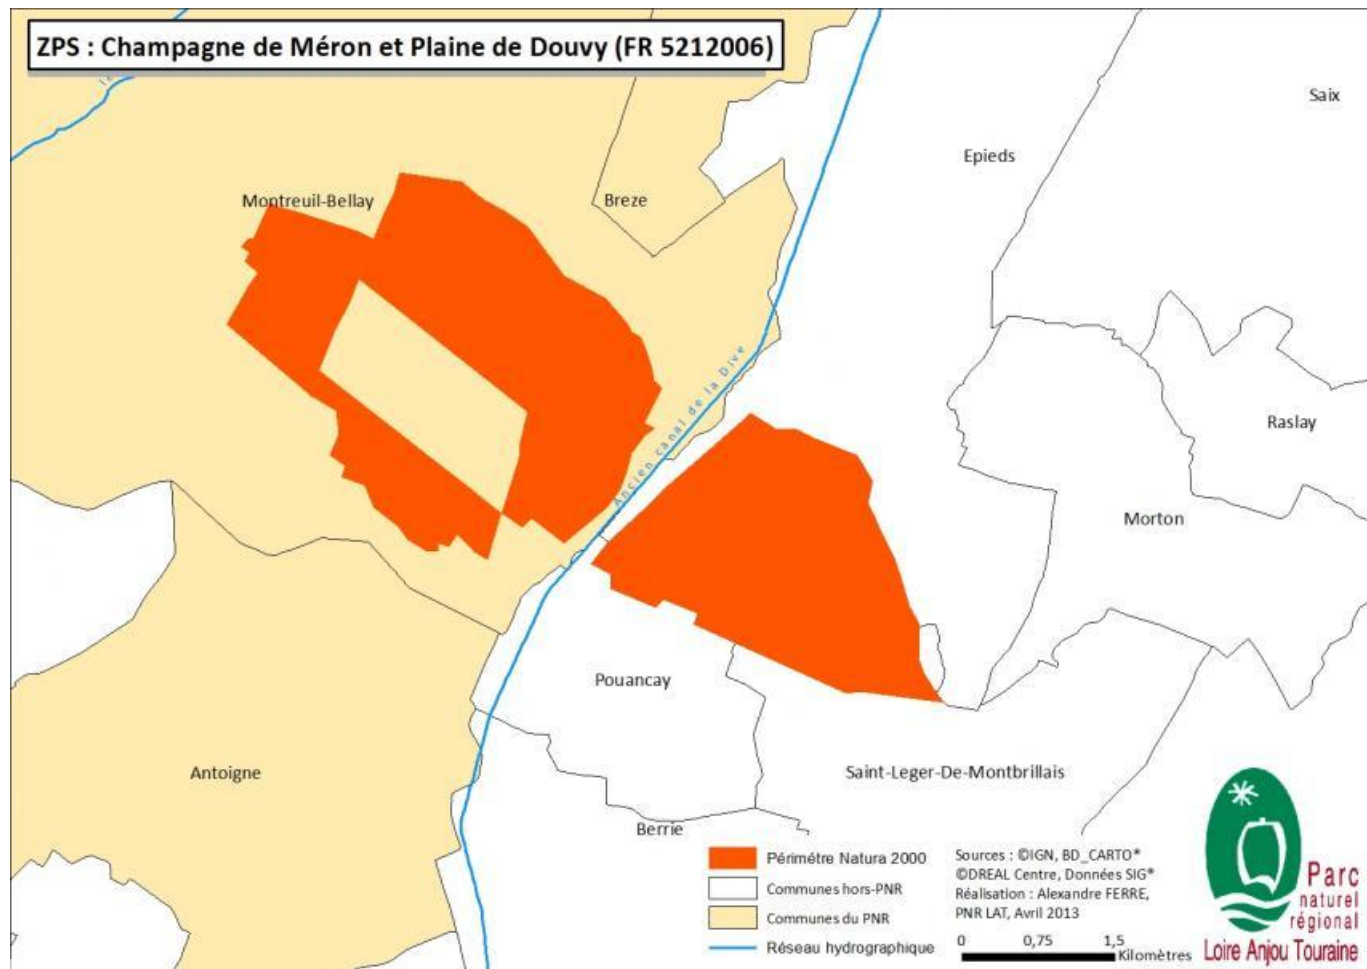 ZPS : Champagne de Méron et Plaine de Douvy (FR 5212006)
Saix
Epieds
Montreuil-Bellay
Breze
Ancien canal de la Dive
Raslay
Morton
Pouancay
Antoigne
Saint-Leger-De-Montbrillais
Berrie
Périmétre Natura 2000
Communes hors-PNR
Communes du PNR
Réseau hydrographique
Sources : ©IGN, BD_CARTO®
©DREAL Centre, Données SIG®
Réalisation : Alexandre FERRE,
PNR LAT, Avril 2013
0 0,75 1,5
Kilomètres
Parc
naturel
régional
Loire Anjou Touraine